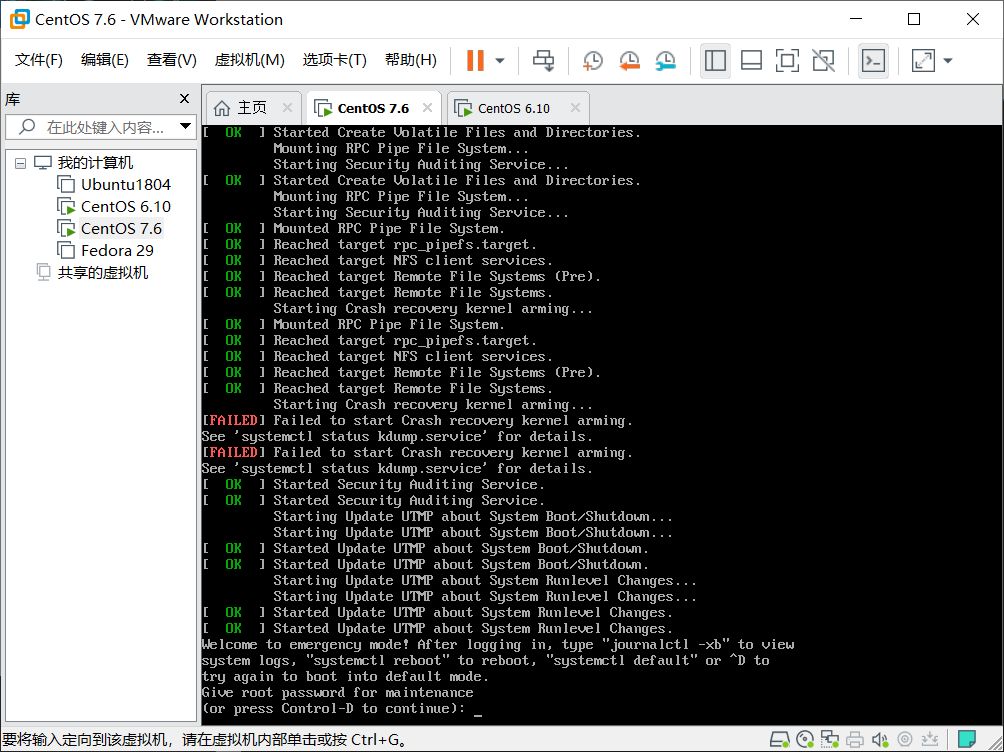 CentOS 7.6 - VMware Workstation
文件(F) 编辑(E) 查看(V) 虚拟机(M) 选项卡(T) 帮助(H)
库
在此处键入内容...
我的计算机
Ubuntu1804
CentOS 6.10
CentOS 7.6
Fedora 29
共享的虚拟机
主页 CentOS 7.6 CentOS 6.10
[  OK  ] Started Create Volatile Files and Directories.
Mounting RPC Pipe File System...
Starting Security Auditing Service...
[  OK  ] Started Create Volatile Files and Directories.
Mounting RPC Pipe File System...
Starting Security Auditing Service...
[  OK  ] Mounted RPC Pipe File System.
[  OK  ] Reached target rpc_pipefs.target.
[  OK  ] Reached target NFS client services.
[  OK  ] Reached target Remote File Systems (Pre).
[  OK  ] Reached target Remote File Systems.
Starting Crash recovery kernel arming...
[  OK  ] Mounted RPC Pipe File System.
[  OK  ] Reached target rpc_pipefs.target.
[  OK  ] Reached target NFS client services.
[  OK  ] Reached target Remote File Systems (Pre).
[  OK  ] Reached target Remote File Systems.
Starting Crash recovery kernel arming...
[FAILED] Failed to start Crash recovery kernel arming.
See 'systemctl status kdump.service' for details.
[FAILED] Failed to start Crash recovery kernel arming.
See 'systemctl status kdump.service' for details.
[  OK  ] Started Security Auditing Service.
[  OK  ] Started Security Auditing Service.
Starting Update UTMP about System Boot/Shutdown...
Starting Update UTMP about System Boot/Shutdown...
[  OK  ] Started Update UTMP about System Boot/Shutdown.
[  OK  ] Started Update UTMP about System Boot/Shutdown.
Starting Update UTMP about System Runlevel Changes...
Starting Update UTMP about System Runlevel Changes...
[  OK  ] Started Update UTMP about System Runlevel Changes.
[  OK  ] Started Update UTMP about System Runlevel Changes.
Welcome to emergency mode! After logging in, type "journalctl -xb" to view
system logs, "systemctl reboot" to reboot, "systemctl default" or ^D to
try again to boot into default mode.
Give root password for maintenance
(or press Control-D to continue): _
要将输入定向到该虚拟机，请在虚拟机内部单击或按 Ctrl+G。